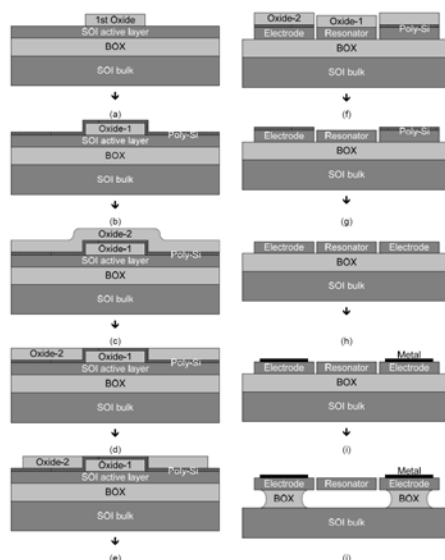 1st Oxide
SOI active layer
BOX
SOI bulk
(a)
Oxide-1
Poly-Si
SOI active layer
BOX
SOI bulk
(b)
Oxide-2
Oxide-1
Poly-Si
SOI active layer
BOX
SOI bulk
(c)
Oxide-2
Oxide-1
Poly-Si
SOI active layer
BOX
SOI bulk
(d)
Oxide-2
Oxide-1
Poly-Si
SOI active layer
BOX
SOI bulk
(e)
Oxide-2 Oxide-1
Poly-Si
Electrode Resonator
BOX
SOI bulk
(f)
Electrode Resonator Poly-Si
BOX
SOI bulk
(g)
Electrode Resonator Electrode
BOX
SOI bulk
(h)
Metal
Electrode Resonator Electrode
BOX
SOI bulk
(i)
Metal
Electrode Resonator Electrode
BOX BOX
SOI bulk
(j)